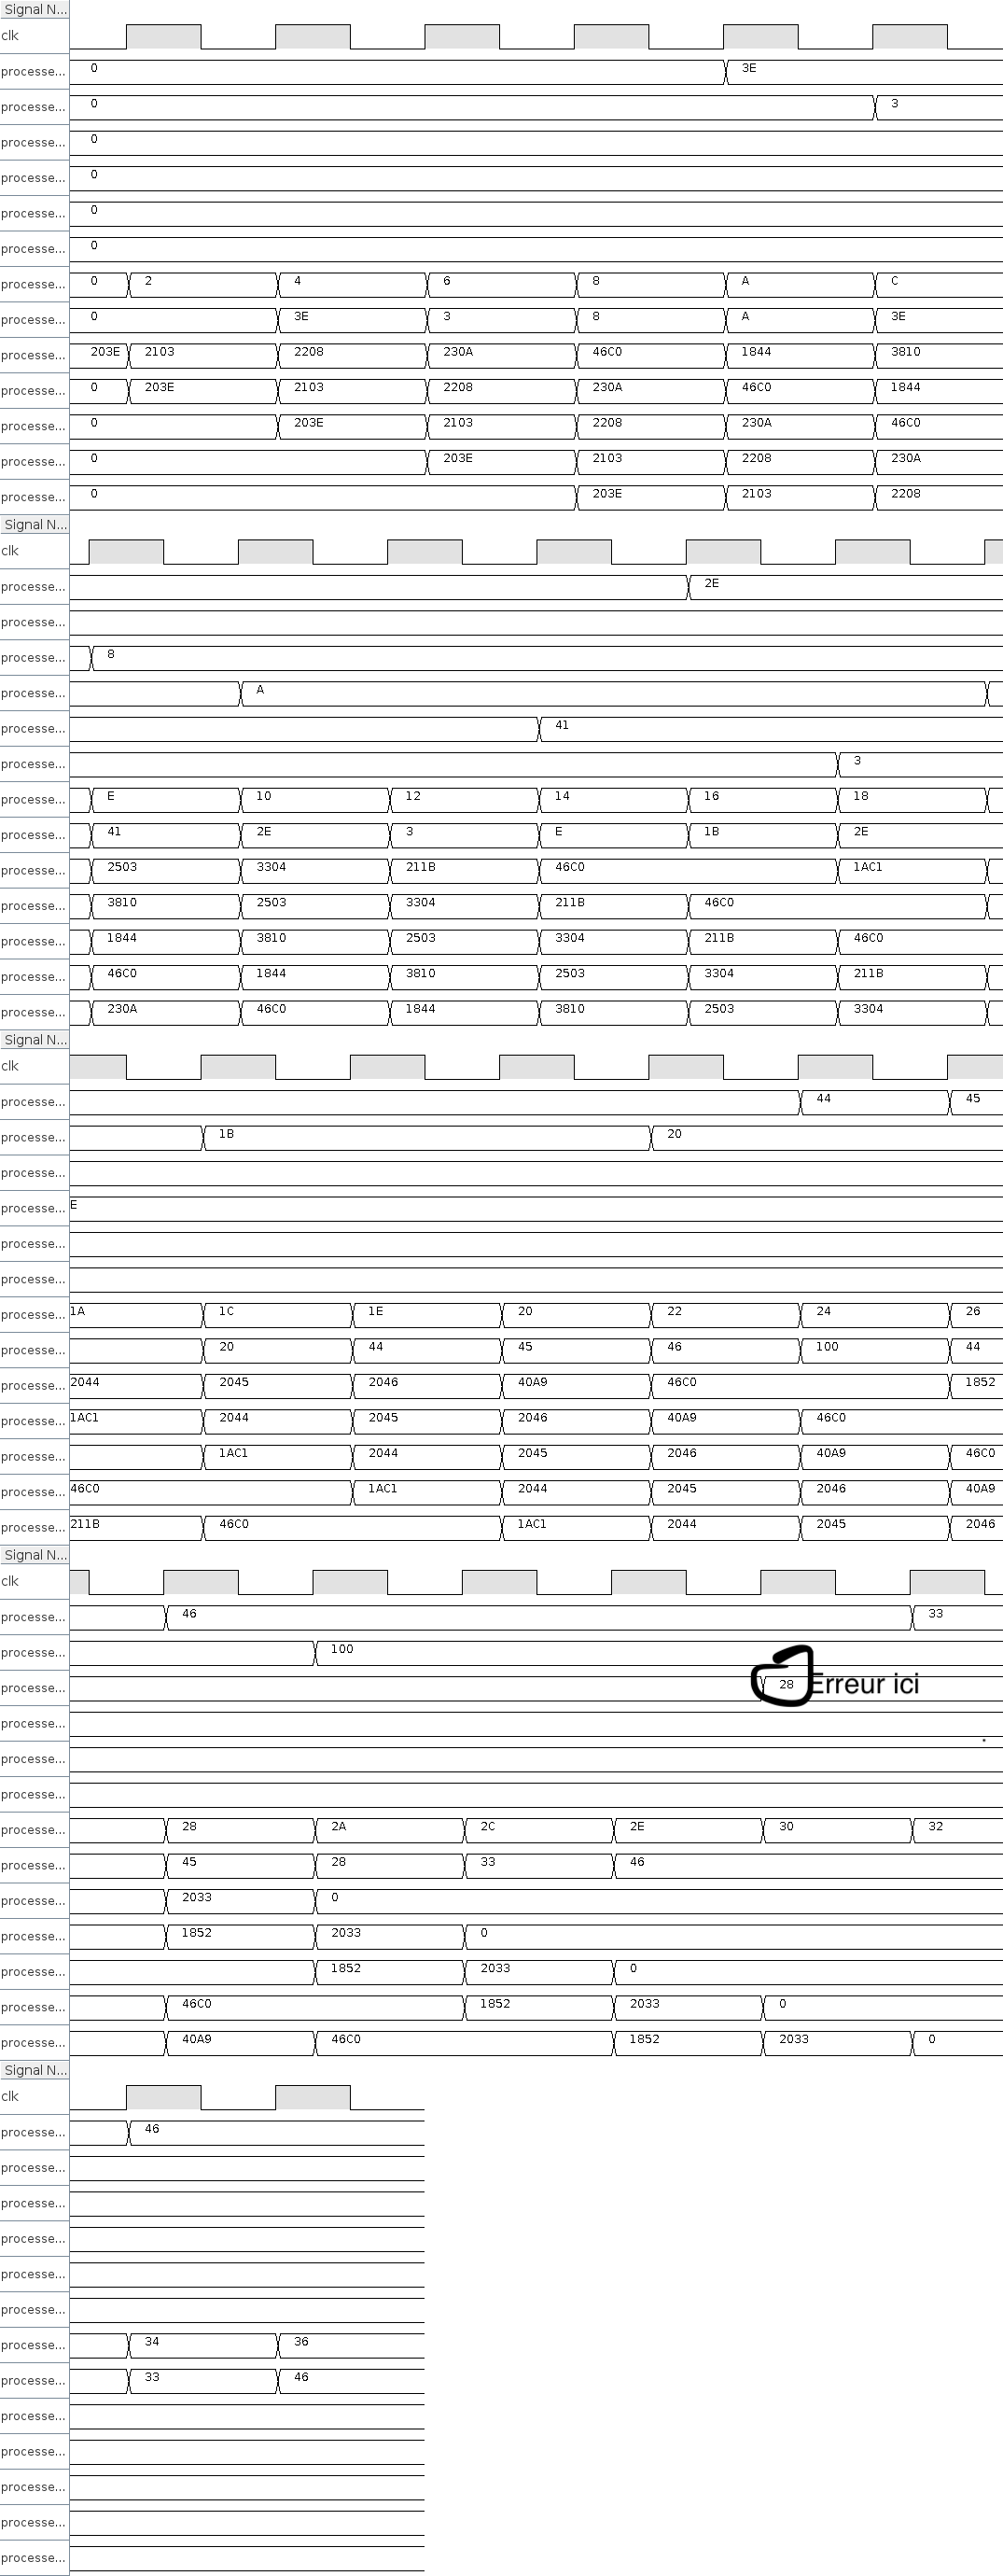 Signal N...
clk
processe... 0 3E
processe... 0 3
processe... 0
processe... 0
processe... 0
processe... 0
processe... 0 2 4 6 8 A C
processe... 0 3E 3 8 A 3E
processe... 203E 2103 2208 230A 46C0 1844 3810
processe... 0 203E 2103 2208 230A 46C0 1844
processe... 0 203E 2103 2208 230A 46C0
processe... 0 203E 2103 2208 230A
processe... 0 203E 2103 2208
Signal N...
clk
processe... 2E
processe...
processe... 8
processe... A
processe... 41
processe... 3
processe... E 10 12 14 16 18
processe... 41 2E 3 E 1B 2E
processe... 2503 3304 211B 46C0 1AC1
processe... 3810 2503 3304 211B 46C0
processe... 1844 3810 2503 3304 211B 46C0
processe... 46C0 1844 3810 2503 3304 211B
processe... 230A 46C0 1844 3810 2503 3304
Signal N...
clk
processe... 44 45
processe... 1B 20
processe...
processe... E
processe...
processe...
processe... 1A 1C 1E 20 22 24 26
processe... 20 44 45 46 100 44
processe... 2044 2045 2046 40A9 46C0 1852
processe... 1AC1 2044 2045 2046 40A9 46C0
processe... 1AC1 2044 2045 2046 40A9 46C0
processe... 46C0 1AC1 2044 2045 2046 40A9
processe... 211B 46C0 1AC1 2044 2045 2046
Signal N...
clk
processe... 46 33
processe... 100
processe... 28 Erreur ici
processe...
processe...
processe...
processe... 28 2A 2C 2E 30 32
processe... 45 28 33 46
processe... 2033 0
processe... 1852 2033 0
processe... 1852 2033 0
processe... 46C0 1852 2033 0
processe... 40A9 46C0 1852 2033 0
Signal N...
clk
processe... 46
processe...
processe...
processe...
processe...
processe...
processe... 34 36
processe... 33 46
processe...
processe...
processe...
processe...
processe...